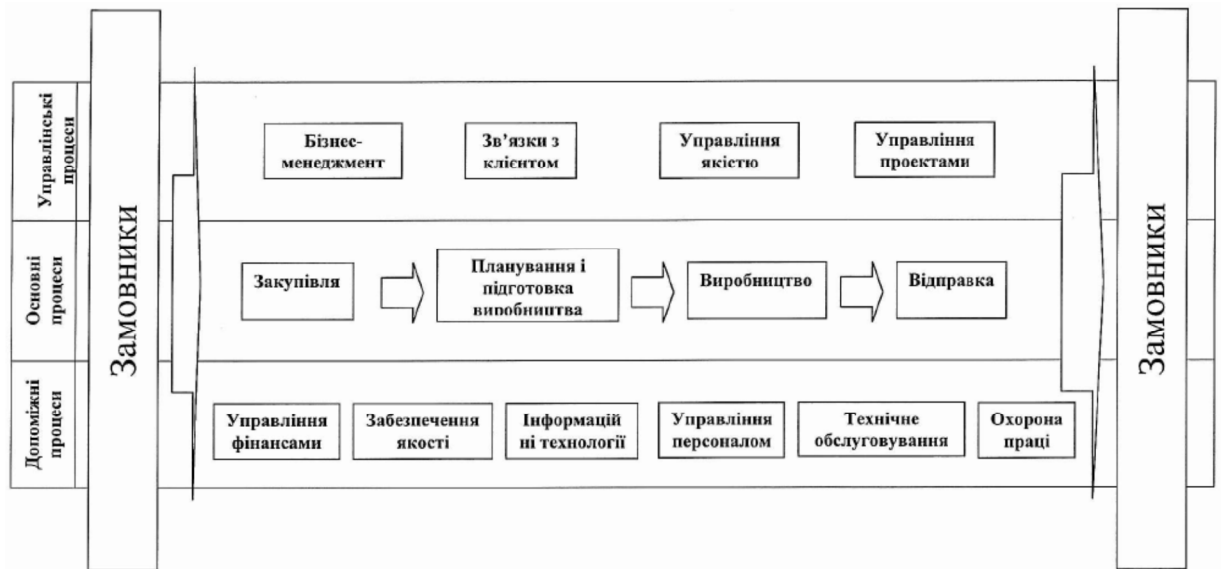 Замовники
Управлінські
процеси
Бізнес-
менеджмент
Зв’язки з
клієнтом
Управління
якістю
Управління
проектами
Основні
процеси
Закупівля
Планування і
підготовка
виробництва
Виробництво
Відправка
Допоміжні
процеси
Управління
фінансами
Забезпечення
якості
Інформацій
ні технології
Управління
персоналом
Технічне
обслуговування
Охорона
праці
Замовники